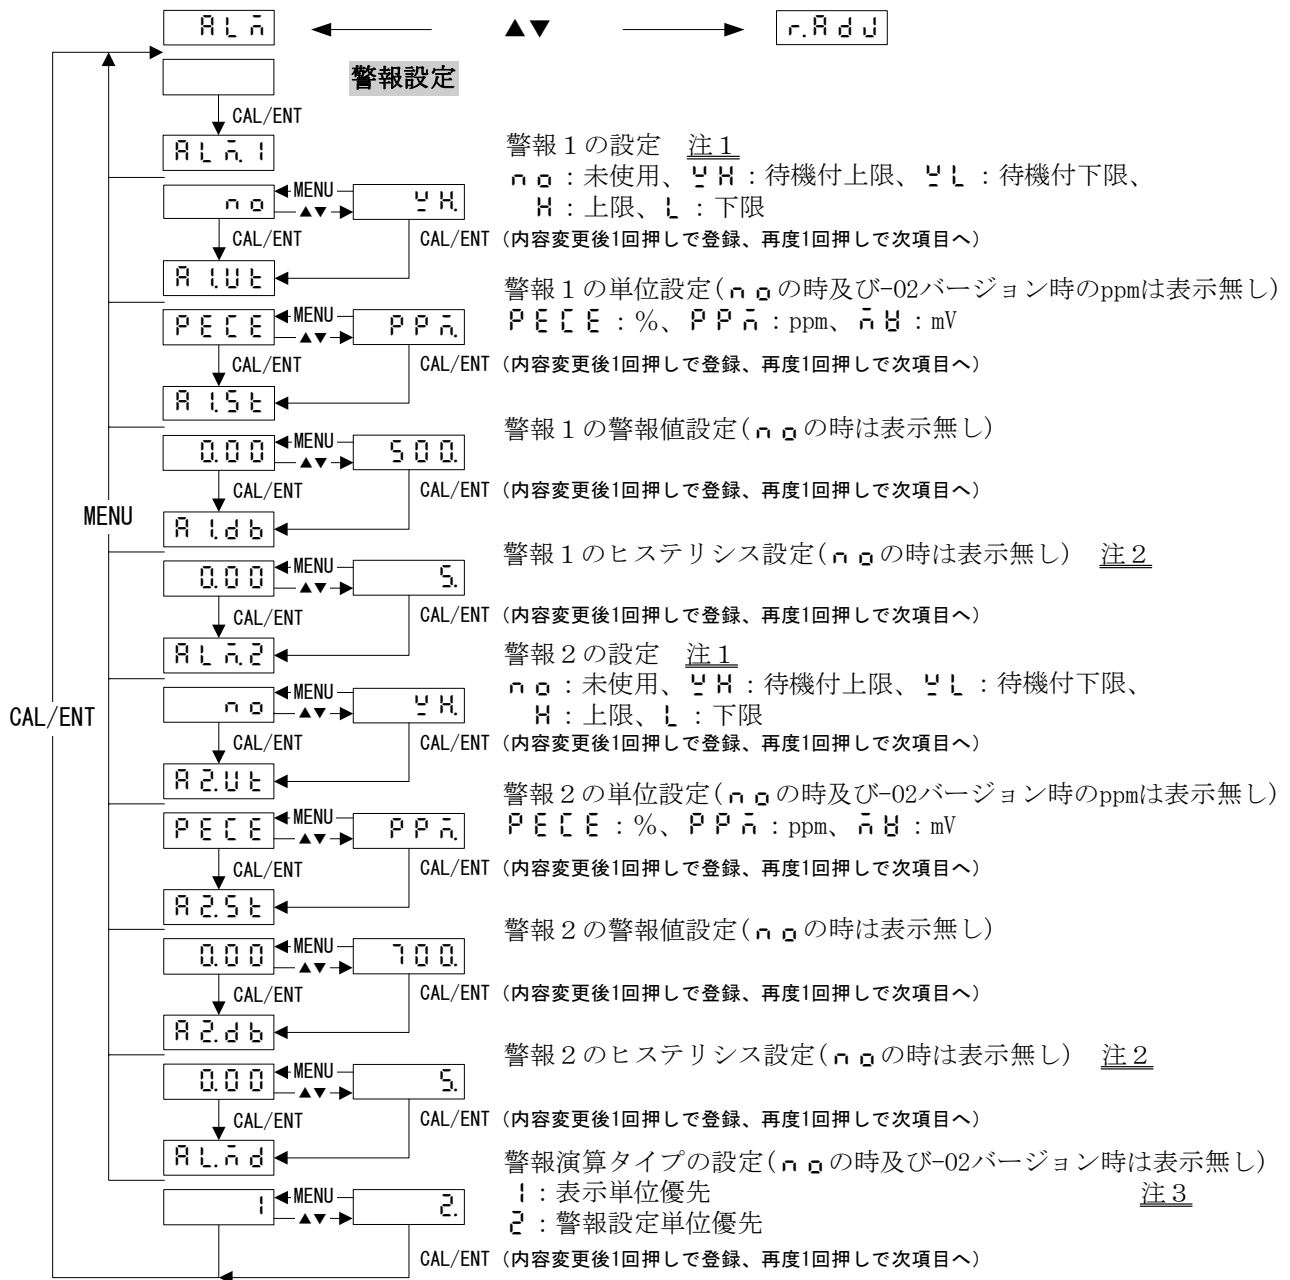 ALM ▲▼ r.AdJ
警報設定
CAL/ENT
ALM.1
警報１の設定　注１
no：未使用、YH：待機付上限、YL：待機付下限、
H：上限、L：下限
no MENU ▲▼ YH.
CAL/ENT CAL/ENT（内容変更後1回押しで登録、再度1回押しで次項目へ）
A1.Ut
警報１の単位設定(noの時及び-02バージョン時のppmは表示無し)
PECE：%、PPM：ppm、MV：mV
PECE MENU ▲▼ PPM.
CAL/ENT CAL/ENT（内容変更後1回押しで登録、再度1回押しで次項目へ）
A1.St
警報１の警報値設定(noの時は表示無し)
0.00 MENU ▲▼ 500.
CAL/ENT CAL/ENT（内容変更後1回押しで登録、再度1回押しで次項目へ）
MENU
A1.db
警報１のヒステリシス設定(noの時は表示無し)　注２
0.00 MENU ▲▼ 5.
CAL/ENT CAL/ENT（内容変更後1回押しで登録、再度1回押しで次項目へ）
ALM.2
警報２の設定　注１
no：未使用、YH：待機付上限、YL：待機付下限、
H：上限、L：下限
no MENU ▲▼ YH.
CAL/ENT
CAL/ENT CAL/ENT（内容変更後1回押しで登録、再度1回押しで次項目へ）
A2.Ut
警報２の単位設定(noの時及び-02バージョン時のppmは表示無し)
PECE：%、PPM：ppm、MV：mV
PECE MENU ▲▼ PPM.
CAL/ENT CAL/ENT（内容変更後1回押しで登録、再度1回押しで次項目へ）
A2.St
警報２の警報値設定(noの時は表示無し)
0.00 MENU ▲▼ 700.
CAL/ENT CAL/ENT（内容変更後1回押しで登録、再度1回押しで次項目へ）
A2.db
警報２のヒステリシス設定(noの時は表示無し)　注２
0.00 MENU ▲▼ 5.
CAL/ENT CAL/ENT（内容変更後1回押しで登録、再度1回押しで次項目へ）
AL.Md
警報演算タイプの設定(noの時及び-02バージョン時は表示無し)
1：表示単位優先　注３
2：警報設定単位優先
1 MENU ▲▼ 2.
CAL/ENT（内容変更後1回押しで登録、再度1回押しで次項目へ）